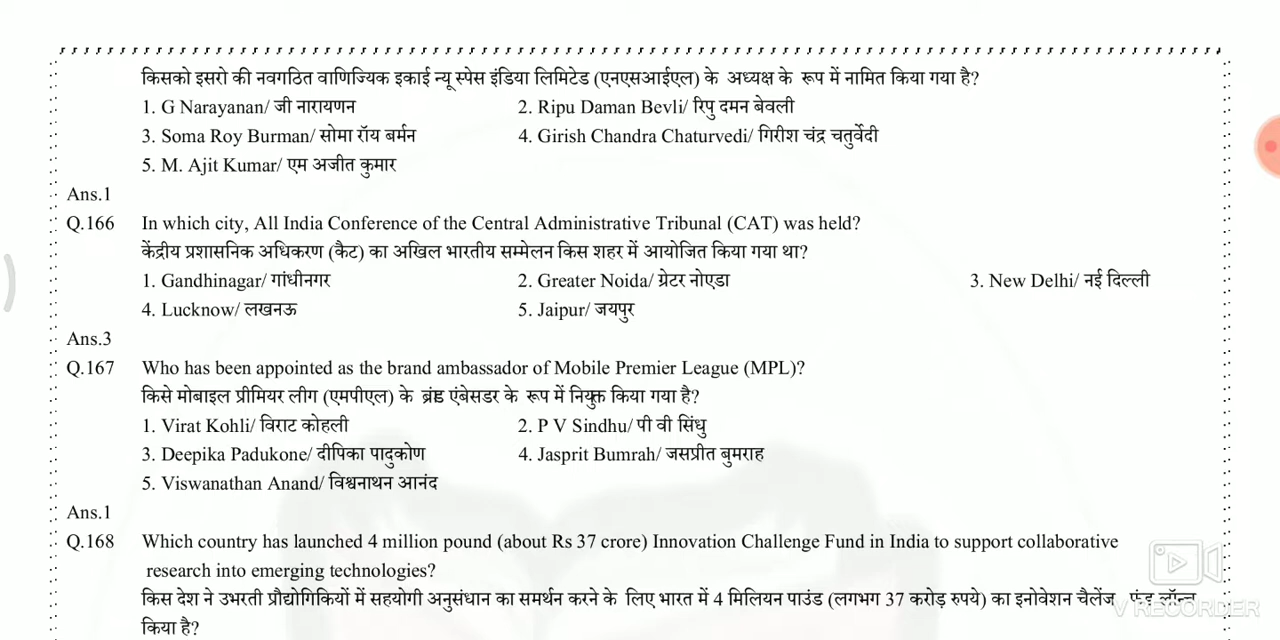 किसको इसरो की नवगठित वाणिज्यिक इकाई न्यू स्पेस इंडिया लिमिटेड (एनएसआईएल) के अध्यक्ष के रूप में नामित किया गया है?
1. G Narayanan/ जी नारायणन 2. Ripu Daman Bevli/ रिपु दमन बेवली
3. Soma Roy Burman/ सोमा रॉय बर्मन 4. Girish Chandra Chaturvedi/ गिरीश चंद्र चतुर्वेदी
5. M. Ajit Kumar/ एम अजीत कुमार
Ans.1
Q.166 In which city, All India Conference of the Central Administrative Tribunal (CAT) was held?
केंद्रीय प्रशासनिक अधिकरण (कैट) का अखिल भारतीय सम्मेलन किस शहर में आयोजित किया गया था?
1. Gandhinagar/ गांधीनगर 2. Greater Noida/ ग्रेटर नोएडा 3. New Delhi/ नई दिल्ली
4. Lucknow/ लखनऊ 5. Jaipur/ जयपुर
Ans.3
Q.167 Who has been appointed as the brand ambassador of Mobile Premier League (MPL)?
किसे मोबाइल प्रीमियर लीग (एमपीएल) के ब्रांड एंबेसडर के रूप में नियुक्त किया गया है?
1. Virat Kohli/ विराट कोहली 2. P V Sindhu/ पी वी सिंधु
3. Deepika Padukone/ दीपिका पादुकोण 4. Jasprit Bumrah/ जसप्रीत बुमराह
5. Viswanathan Anand/ विश्वनाथन आनंद
Ans.1
Q.168 Which country has launched 4 million pound (about Rs 37 crore) Innovation Challenge Fund in India to support collaborative
research into emerging technologies?
किस देश ने उभरती प्रौद्योगिकियों में सहयोगी अनुसंधान का समर्थन करने के लिए भारत में 4 मिलियन पाउंड (लगभग 37 करोड़ रुपये) का इनोवेशन चैलेंज फंड लॉन्च
किया है?
V RECORDER